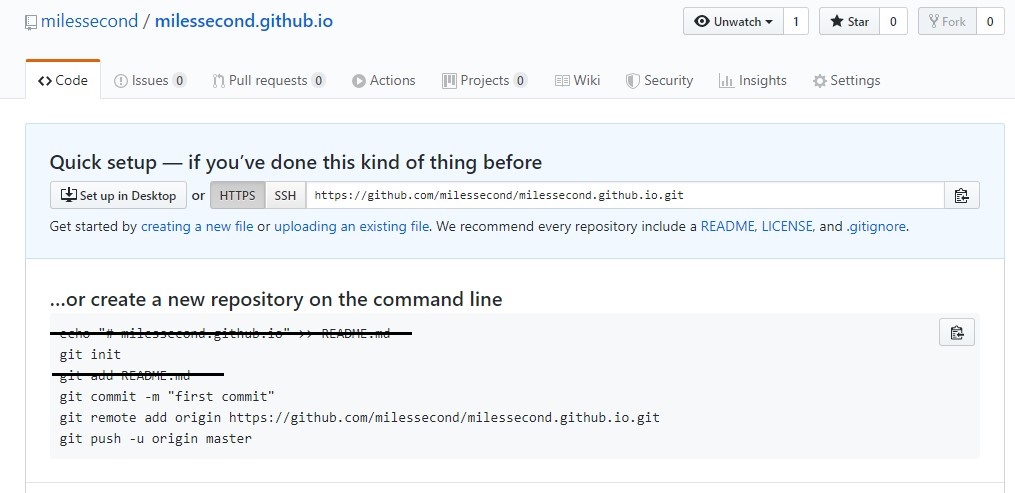 milessecond / milessecond.github.io
Unwatch 1 Star 0 Fork 0
Code Issues 0 Pull requests 0 Actions Projects 0 Wiki Security Insights Settings
Quick setup — if you’ve done this kind of thing before
Set up in Desktop or HTTPS SSH https://github.com/milessecond/milessecond.github.io.git
Get started by creating a new file or uploading an existing file. We recommend every repository include a README, LICENSE, and .gitignore.
…or create a new repository on the command line
echo "# milessecond.github.io" >> README.md
git init
git add README.md
git commit -m "first commit"
git remote add origin https://github.com/milessecond/milessecond.github.io.git
git push -u origin master